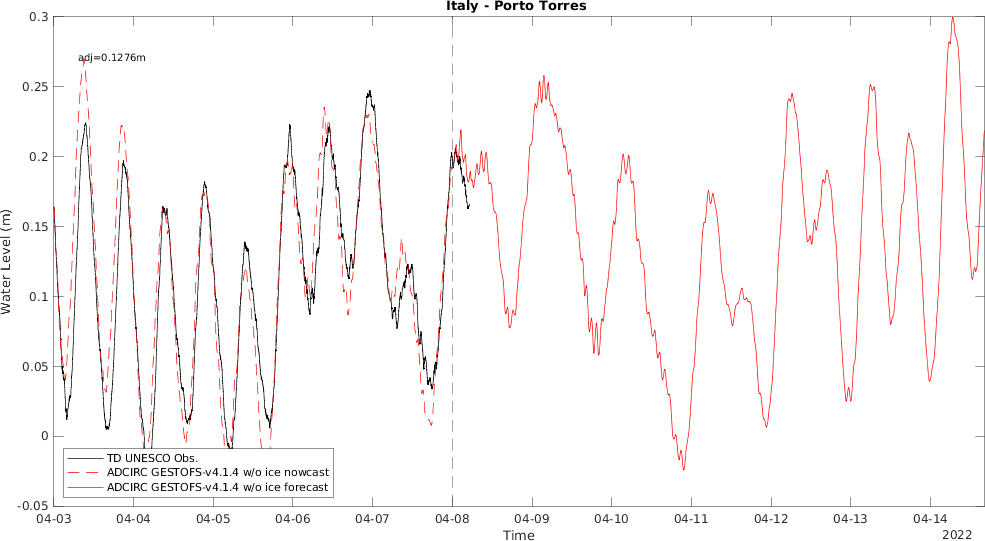 Italy - Porto Torres
adj=0.1276m
0.3
0.25
0.2
0.15
0.1
0.05
0
-0.05
Water Level (m)
TD UNESCO Obs.
ADCIRC GESTOFS-v4.1.4 w/o ice nowcast
ADCIRC GESTOFS-v4.1.4 w/o ice forecast
04-03 04-04 04-05 04-06 04-07 04-08 04-09 04-10 04-11 04-12 04-13 04-14
Time
2022